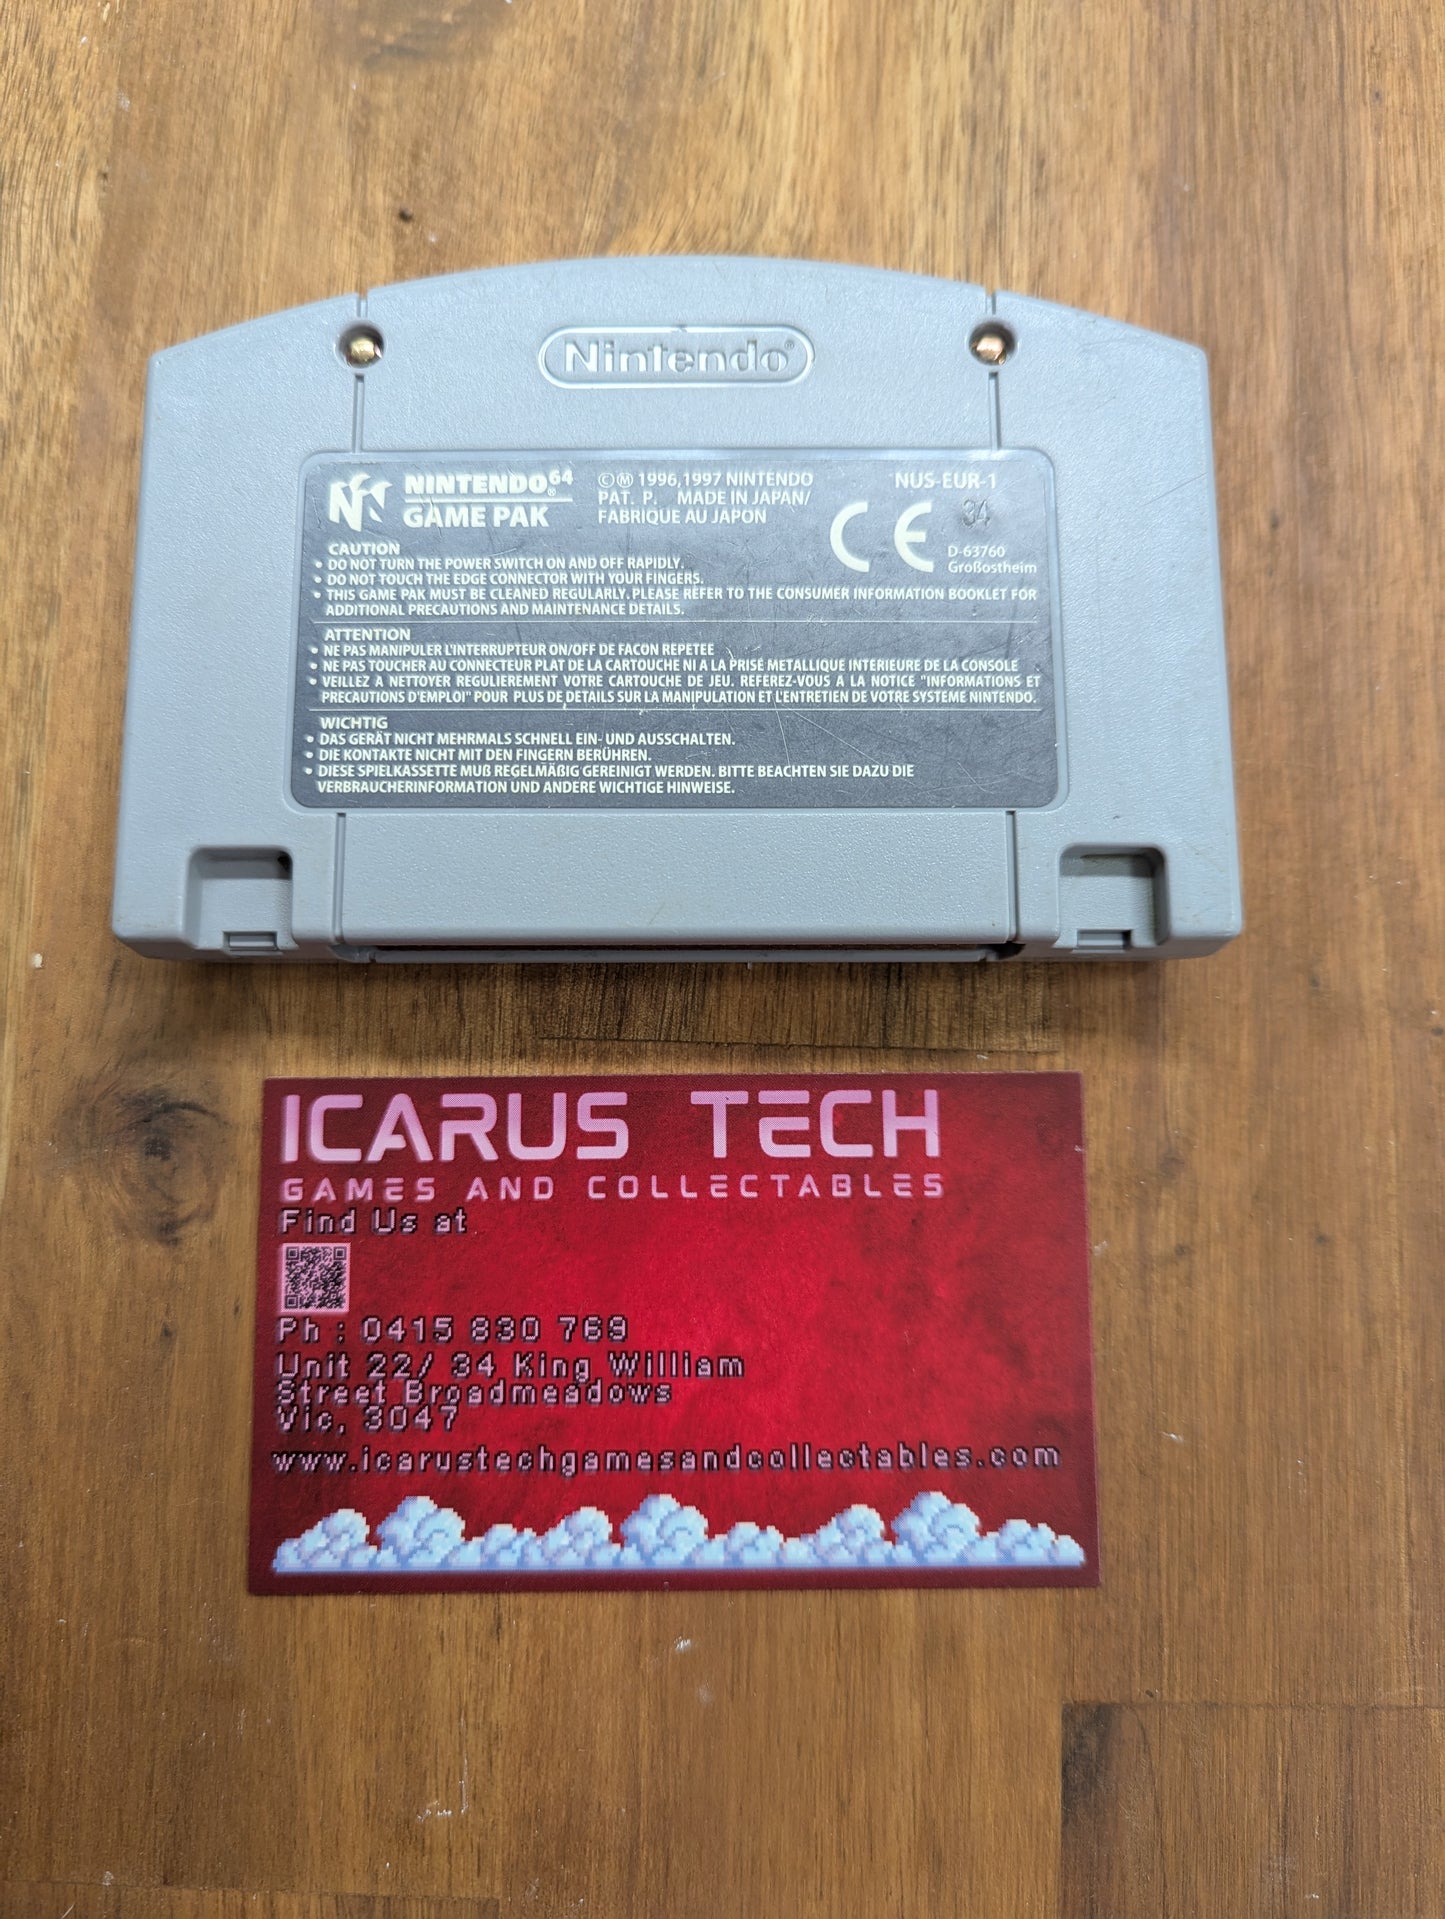 Nintendo®
NINTENDO64®
GAME PAK
©Ⓜ 1996,1997 NINTENDO
PAT. P. MADE IN JAPAN/
FABRIQUE AU JAPON
NUS-EUR-1
34
CE
D-63760
Großostheim
CAUTION
• DO NOT TURN THE POWER SWITCH ON AND OFF RAPIDLY.
• DO NOT TOUCH THE EDGE CONNECTOR WITH YOUR FINGERS.
• THIS GAME PAK MUST BE CLEANED REGULARLY. PLEASE REFER TO THE CONSUMER INFORMATION BOOKLET FOR
ADDITIONAL PRECAUTIONS AND MAINTENANCE DETAILS.
ATTENTION
• NE PAS MANIPULER L'INTERRUPTEUR ON/OFF DE FACON REPETEE
• NE PAS TOUCHER AU CONNECTEUR PLAT DE LA CARTOUCHE NI A LA PRISE METALLIQUE INTERIEURE DE LA CONSOLE
• VEILLEZ A NETTOYER REGULIEREMENT VOTRE CARTOUCHE DE JEU. REFEREZ-VOUS A LA NOTICE "INFORMATIONS ET
PRECAUTIONS D'EMPLOI" POUR PLUS DE DETAILS SUR LA MANIPULATION ET L'ENTRETIEN DE VOTRE SYSTEME NINTENDO.
WICHTIG
• DAS GERÄT NICHT MEHRMALS SCHNELL EIN- UND AUSSCHALTEN.
• DIE KONTAKTE NICHT MIT DEN FINGERN BERÜHREN.
• DIESE SPIELKASSETTE MUß REGELMÄßIG GEREINIGT WERDEN. BITTE BEACHTEN SIE DAZU DIE
VERBRAUCHERINFORMATION UND ANDERE WICHTIGE HINWEISE.
ICARUS TECH
GAMES AND COLLECTABLES
Find Us at
Ph : 0415 830 769
Unit 22/ 34 King William
Street Broadmeadows
Vic, 3047
www.icarustechgamesandcollectables.com